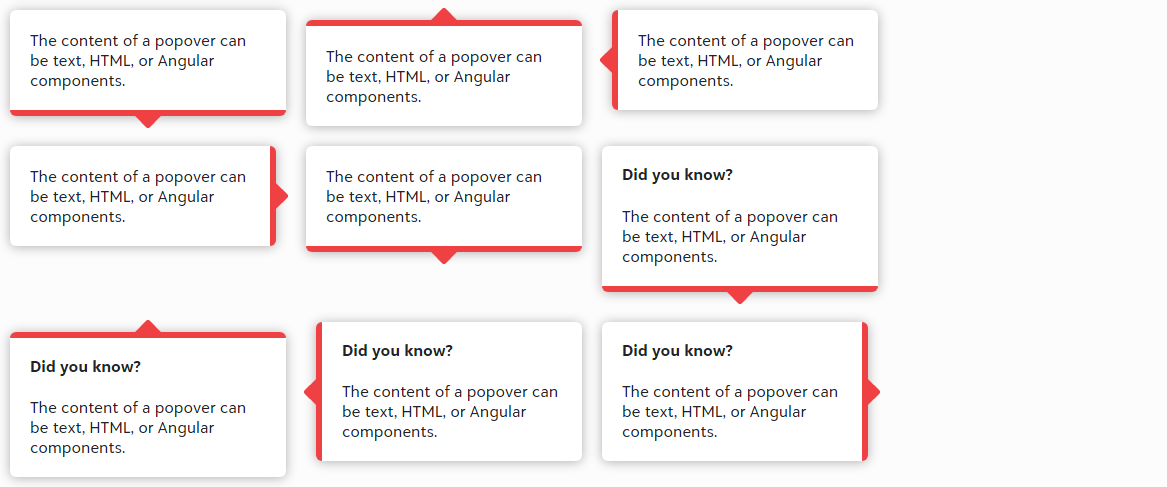 The content of a popover can
be text, HTML, or Angular
components.
The content of a popover can
be text, HTML, or Angular
components.
The content of a popover can
be text, HTML, or Angular
components.
The content of a popover can
be text, HTML, or Angular
components.
The content of a popover can
be text, HTML, or Angular
components.
Did you know?
The content of a popover can
be text, HTML, or Angular
components.
Did you know?
The content of a popover can
be text, HTML, or Angular
components.
Did you know?
The content of a popover can
be text, HTML, or Angular
components.
Did you know?
The content of a popover can
be text, HTML, or Angular
components.